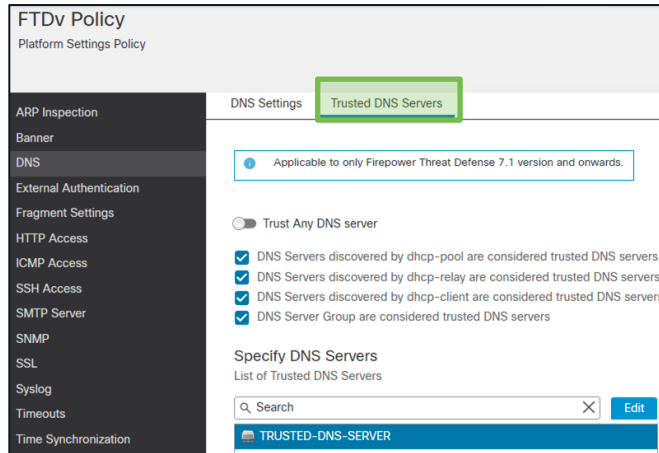 FTDv Policy
Platform Settings Policy
ARP Inspection
Banner
DNS
External Authentication
Fragment Settings
HTTP Access
ICMP Access
SSH Access
SMTP Server
SNMP
SSL
Syslog
Timeouts
Time Synchronization
DNS Settings Trusted DNS Servers
Applicable to only Firepower Threat Defense 7.1 version and onwards.
Trust Any DNS server
DNS Servers discovered by dhcp-pool are considered trusted DNS servers
DNS Servers discovered by dhcp-relay are considered trusted DNS servers
DNS Servers discovered by dhcp-client are considered trusted DNS servers
DNS Server Group are considered trusted DNS servers
Specify DNS Servers
List of Trusted DNS Servers
Search Edit
TRUSTED-DNS-SERVER